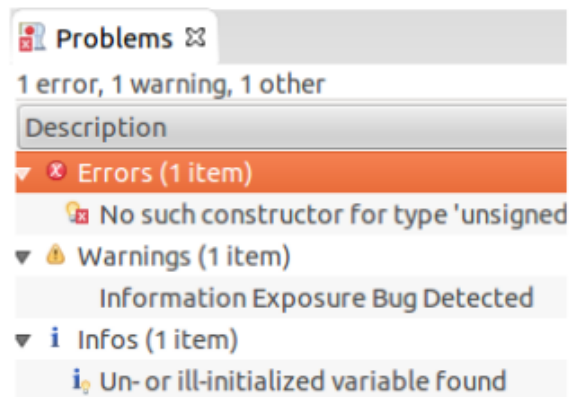 Problems
1 error, 1 warning, 1 other
Description
Errors (1 item)
No such constructor for type 'unsigned
Warnings (1 item)
Information Exposure Bug Detected
Infos (1 item)
Un- or ill-initialized variable found